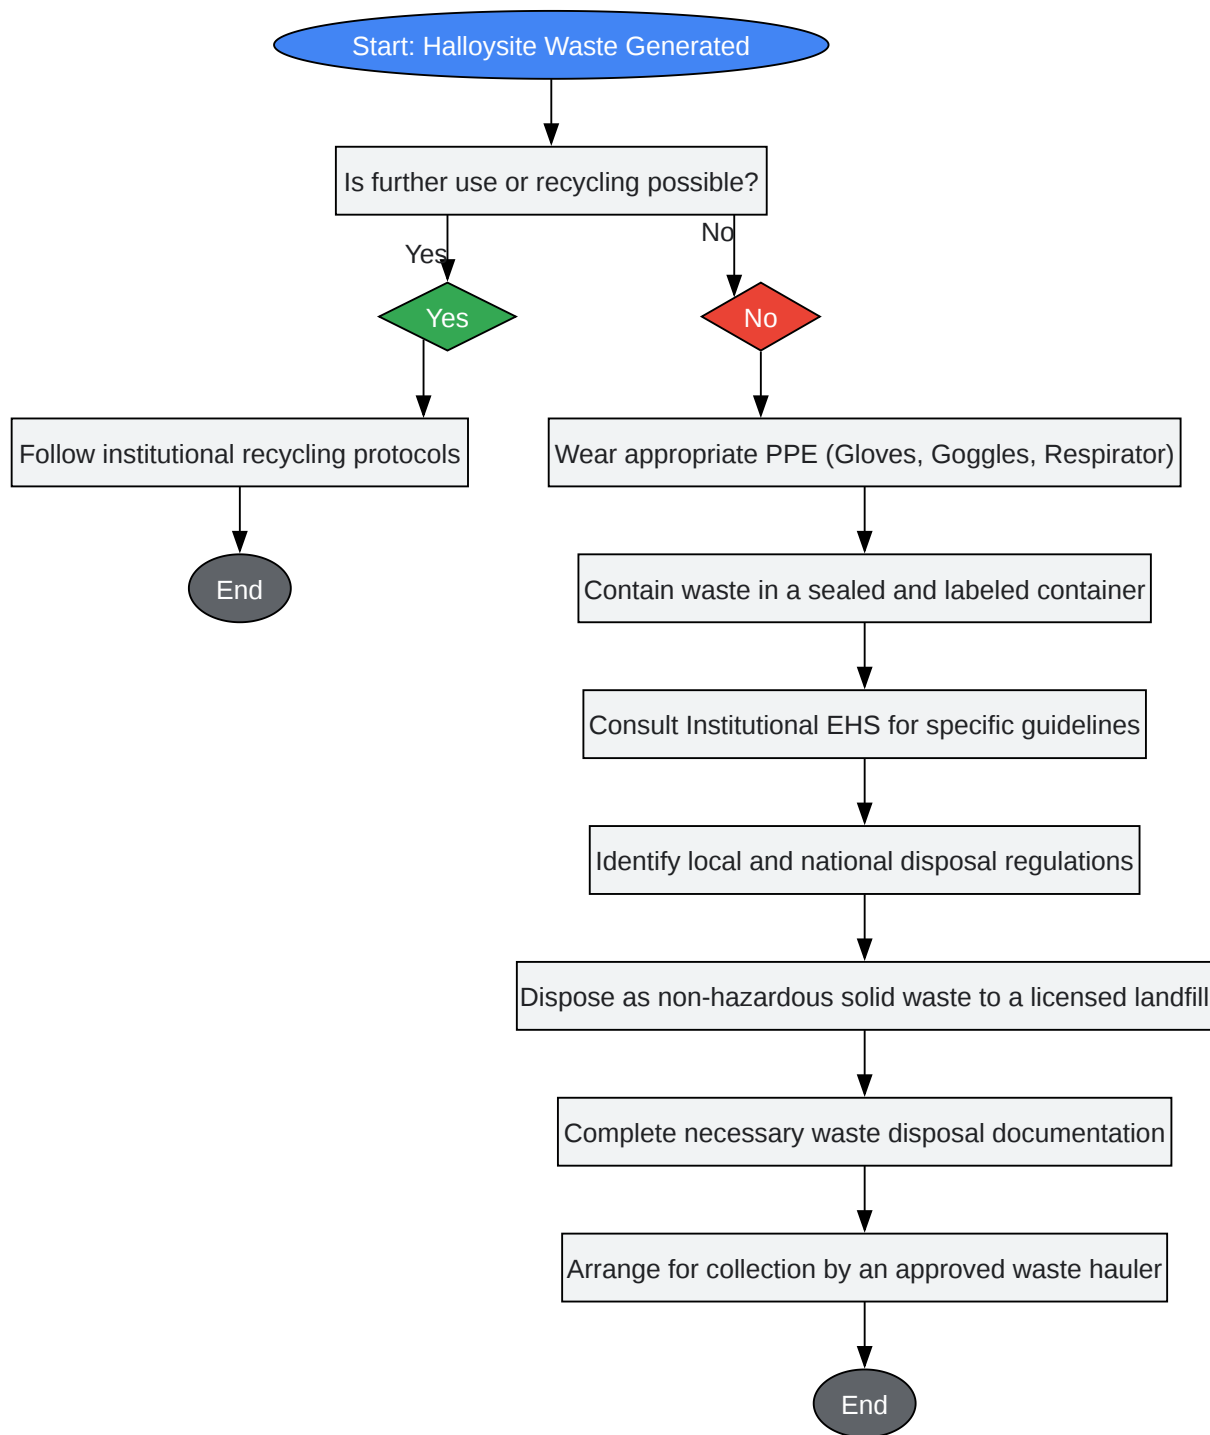 Start: Halloysite Waste Generated
Is further use or recycling possible?
Yes
No
Yes
No
Follow institutional recycling protocols
Wear appropriate PPE (Gloves, Goggles, Respirator)
End
Contain waste in a sealed and labeled container
Consult Institutional EHS for specific guidelines
Identify local and national disposal regulations
Dispose as non-hazardous solid waste to a licensed landfill
Complete necessary waste disposal documentation
Arrange for collection by an approved waste hauler
End